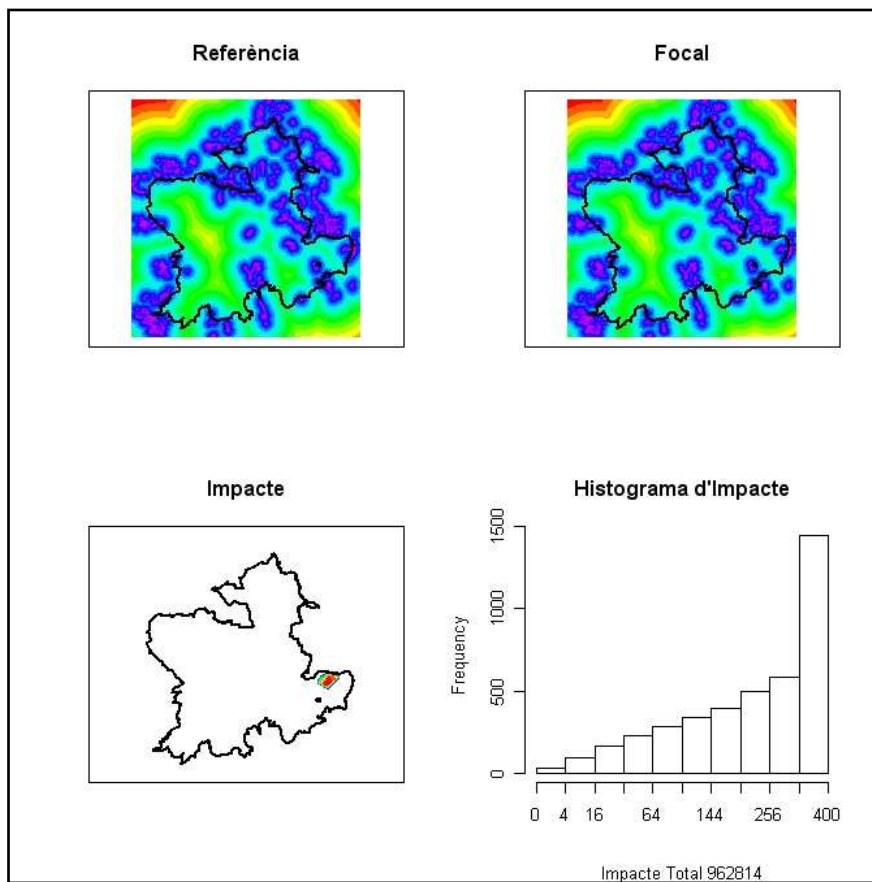 Referència
Focal
Impacte
Histograma d'Impacte
Frequency
1500
1000
500
0
0 4 16 64 144 256 400
Impacte Total 962814